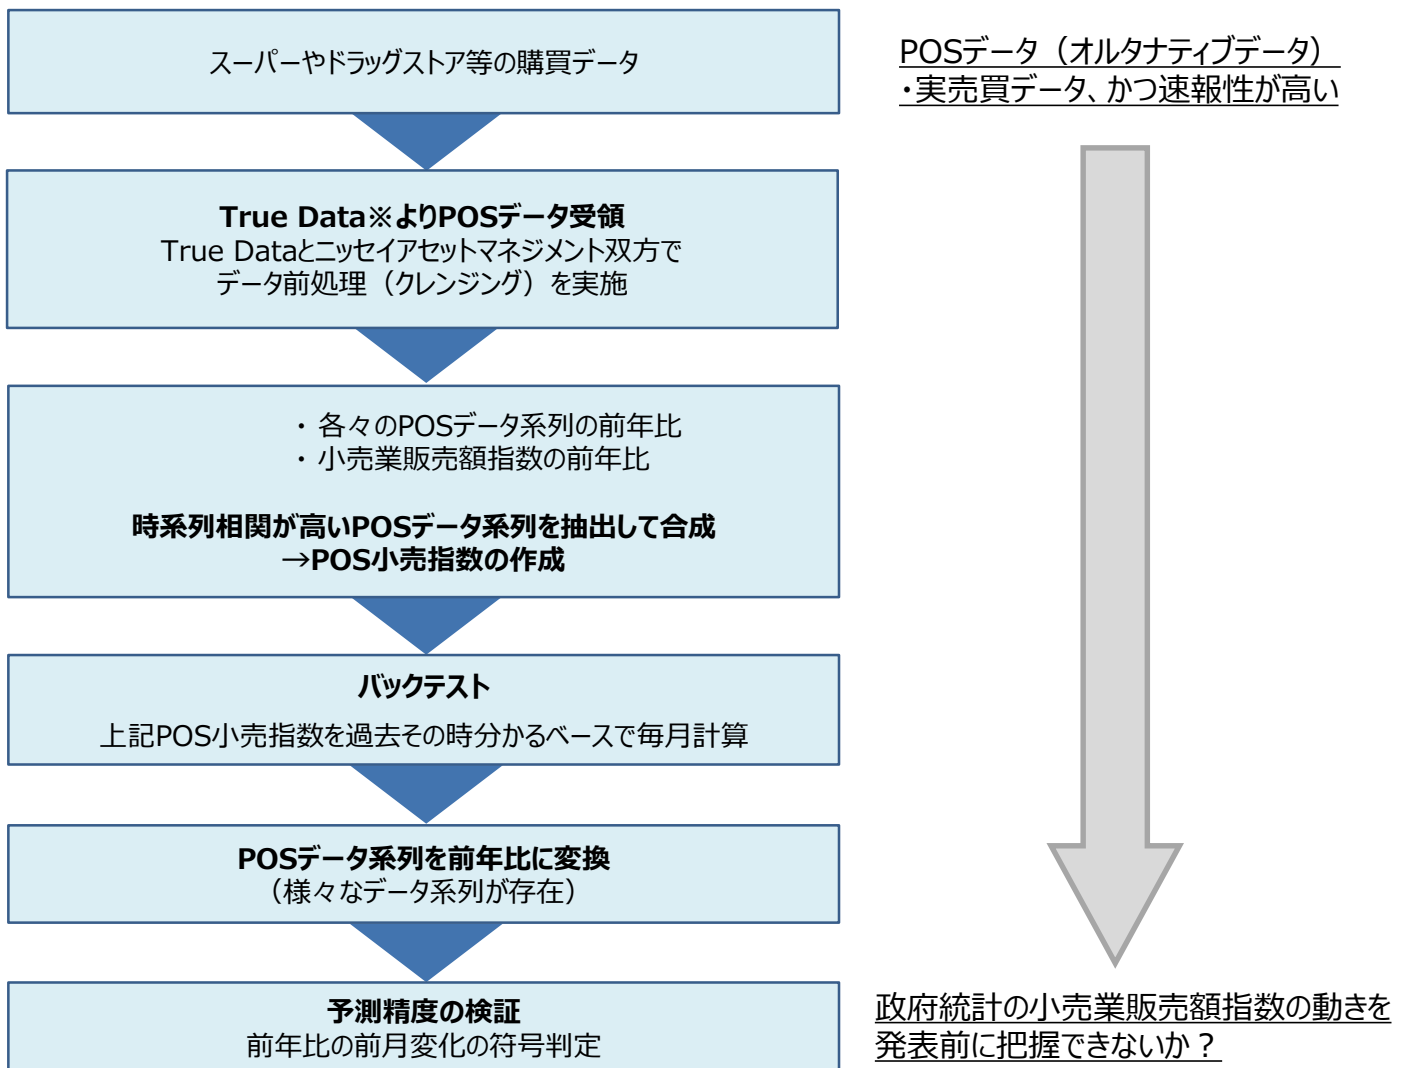 スーパーやドラッグストア等の購買データ
POSデータ（オルタナティブデータ）
・実売買データ、かつ速報性が高い
True Data※よりPOSデータ受領
True Dataとニッセイアセットマネジメント双方で
データ前処理（クレンジング）を実施
・ 各々のPOSデータ系列の前年比
・ 小売業販売額指数の前年比
時系列相関が高いPOSデータ系列を抽出して合成
→POS小売指数の作成
バックテスト
上記POS小売指数を過去その時分かるベースで毎月計算
POSデータ系列を前年比に変換
（様々なデータ系列が存在）
予測精度の検証
前年比の前月変化の符号判定
政府統計の小売業販売額指数の動きを
発表前に把握できないか？